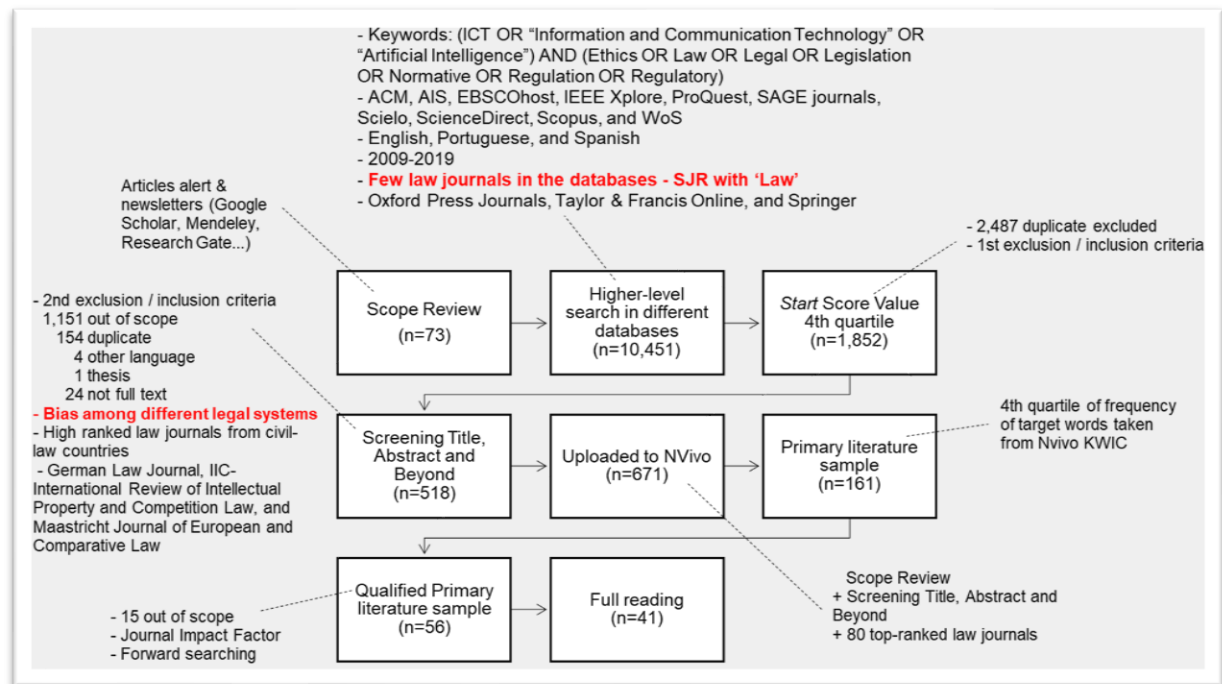 - Keywords: (ICT OR “Information and Communication Technology” OR
“Artificial Intelligence”) AND (Ethics OR Law OR Legal OR Legislation
OR Normative OR Regulation OR Regulatory)
- ACM, AIS, EBSCOhost, IEEE Xplore, ProQuest, SAGE journals,
Scielo, ScienceDirect, Scopus, and WoS
- English, Portuguese, and Spanish
- 2009-2019
- Few law journals in the databases - SJR with ‘Law’
- Oxford Press Journals, Taylor & Francis Online, and Springer
Articles alert &
newsletters (Google
Scholar, Mendeley,
Research Gate...)
- 2,487 duplicate excluded
- 1st exclusion / inclusion criteria
Scope Review
(n=73)
Higher-level
search in different
databases
(n=10,451)
Start Score Value
4th quartile
(n=1,852)
- 2nd exclusion / inclusion criteria
1,151 out of scope
154 duplicate
4 other language
1 thesis
24 not full text
- Bias among different legal systems
- High ranked law journals from civil-
law countries
- German Law Journal, IIC-
International Review of Intellectual
Property and Competition Law, and
Maastricht Journal of European and
Comparative Law
Screening Title,
Abstract and
Beyond
(n=518)
Uploaded to NVivo
(n=671)
Primary literature
sample
(n=161)
4th quartile of frequency
of target words taken
from Nvivo KWIC
Qualified Primary
literature sample
(n=56)
Full reading
(n=41)
- 15 out of scope
- Journal Impact Factor
- Forward searching
Scope Review
+ Screening Title, Abstract and
Beyond
+ 80 top-ranked law journals